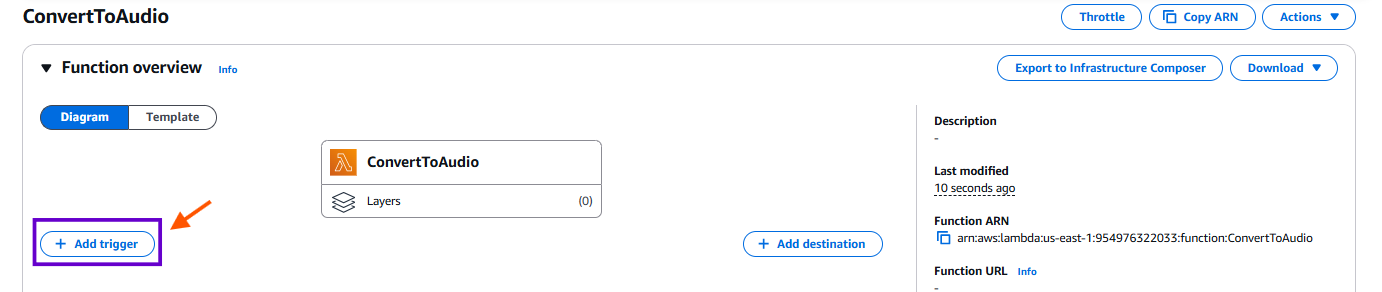 ConvertToAudio
Throttle
Copy ARN
Actions
Function overview Info
Export to Infrastructure Composer
Download
Diagram
Template
ConvertToAudio
Layers (0)
+ Add trigger
+ Add destination
Description
-
Last modified
10 seconds ago
Function ARN
arn:aws:lambda:us-east-1:954976322033:function:ConvertToAudio
Function URL Info
-